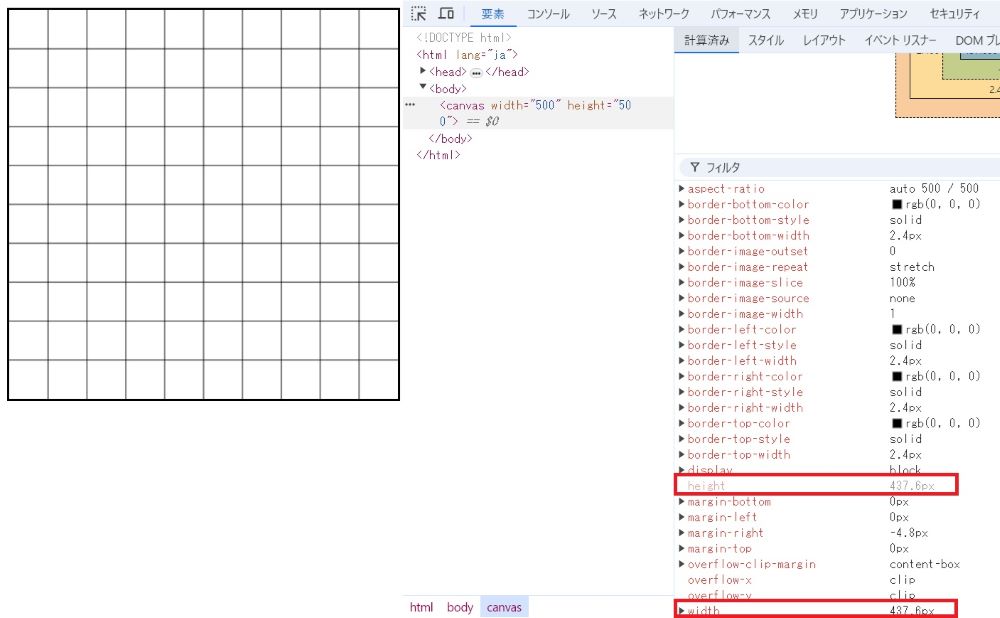 要素 コンソール ソース ネットワーク パフォーマンス メモリ アプリケーション セキュリティ
<!DOCTYPE html>
<html lang="ja">
<head> … </head>
<body>
<canvas width="500" height="50
0"> == $0
</body>
</html>
html body canvas
計算済み スタイル レイアウト イベント リスナー DOM ブレ
2.4
フィルタ
aspect-ratio auto 500 / 500
border-bottom-color rgb(0, 0, 0)
border-bottom-style solid
border-bottom-width 2.4px
border-image-outset 0
border-image-repeat stretch
border-image-slice 100%
border-image-source none
border-image-width 1
border-left-color rgb(0, 0, 0)
border-left-style solid
border-left-width 2.4px
border-right-color rgb(0, 0, 0)
border-right-style solid
border-right-width 2.4px
border-top-color rgb(0, 0, 0)
border-top-style solid
border-top-width 2.4px
display block
height 437.6px
margin-bottom 0px
margin-left 0px
margin-right -4.8px
margin-top 0px
overflow-clip-margin content-box
overflow-x clip
overflow-y clip
width 437.6px